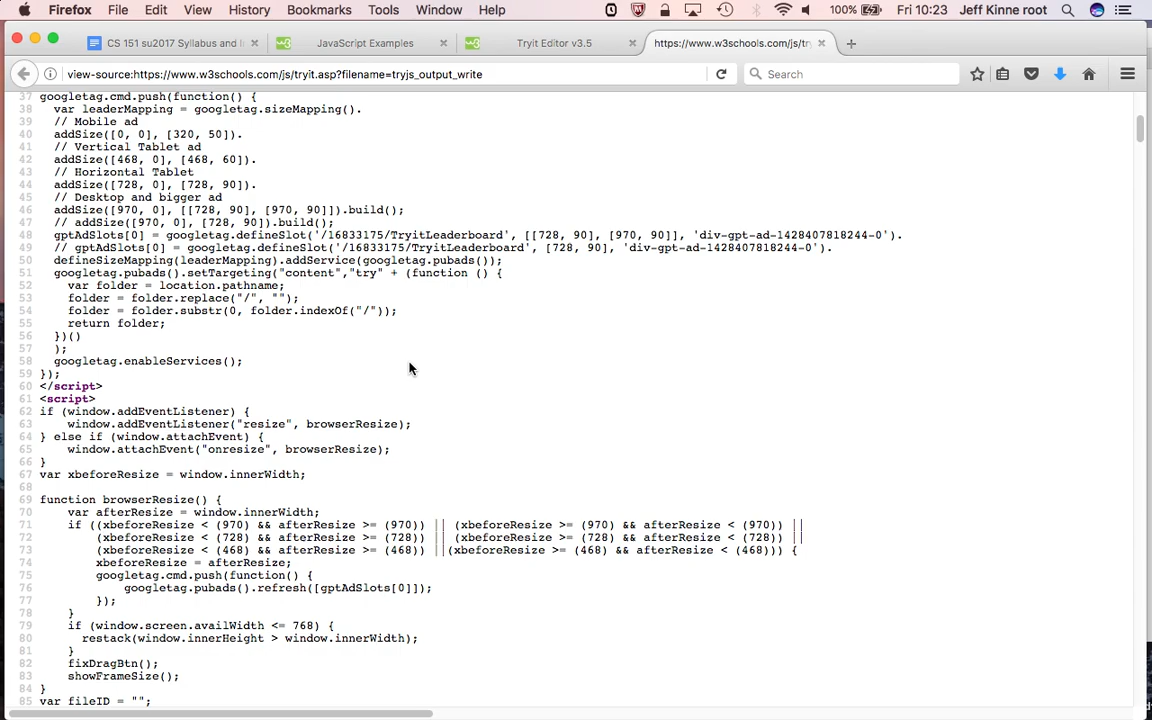 Firefox File Edit View History Bookmarks Tools Window Help 100% Fri 10:23 Jeff Kinne root
CS 151 su2017 Syllabus and I JavaScript Examples Tryit Editor v3.5 https://www.w3schools.com/js/try
view-source:https://www.w3schools.com/js/tryit.asp?filename=tryjs_output_write Search
37 googletag.cmd.push(function() {
38 var leaderMapping = googletag.sizeMapping().
39 // Mobile ad
40 addSize([0, 0], [320, 50]).
41 // Vertical Tablet ad
42 addSize([468, 0], [468, 60]).
43 // Horizontal Tablet
44 addSize([728, 0], [728, 90]).
45 // Desktop and bigger ad
46 addSize([970, 0], [[728, 90], [970, 90]]).build();
47 // addSize([970, 0], [728, 90]).build();
48 gptAdSlots[0] = googletag.defineSlot('/16833175/TryitLeaderboard', [[728, 90], [970, 90]], 'div-gpt-ad-1428407818244-0').
49 // gptAdSlots[0] = googletag.defineSlot('/16833175/TryitLeaderboard', [728, 90], 'div-gpt-ad-1428407818244-0').
50 defineSizeMapping(leaderMapping).addService(googletag.pubads());
51 googletag.pubads().setTargeting("content","try" + (function () {
52 var folder = location.pathname;
53 folder = folder.replace("/", "");
54 folder = folder.substr(0, folder.indexOf("/"));
55 return folder;
56 })()
57 );
58 googletag.enableServices();
59 });
60 </script>
61 <script>
62 if (window.addEventListener) {
63 window.addEventListener("resize", browserResize);
64 } else if (window.attachEvent) {
65 window.attachEvent("onresize", browserResize);
66 }
67 var xbeforeResize = window.innerWidth;
68
69 function browserResize() {
70 var afterResize = window.innerWidth;
71 if ((xbeforeResize < (970) && afterResize >= (970)) || (xbeforeResize >= (970) && afterResize < (970)) ||
72 (xbeforeResize < (728) && afterResize >= (728)) || (xbeforeResize >= (728) && afterResize < (728)) ||
73 (xbeforeResize < (468) && afterResize >= (468)) ||(xbeforeResize >= (468) && afterResize < (468))) {
74 xbeforeResize = afterResize;
75 googletag.cmd.push(function() {
76 googletag.pubads().refresh([gptAdSlots[0]]);
77 });
78 }
79 if (window.screen.availWidth <= 768) {
80 restack(window.innerHeight > window.innerWidth);
81 }
82 fixDragBtn();
83 showFrameSize();
84 }
85 var fileID = "";